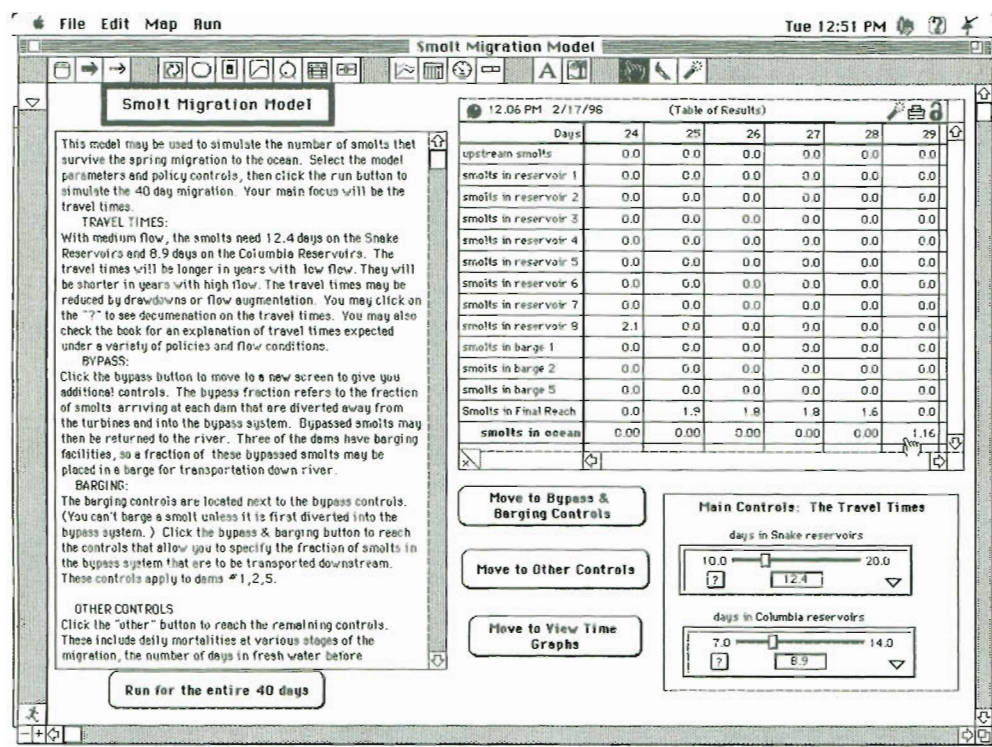 File Edit Map Run Tue 12:51 PM
Smolt Migration Model
A
Smolt Migration Model
This model may be used to simulate the number of smolts that
survive the spring migration to the ocean. Select the model
parameters and policy controls, then click the run button to
simulate the 40 day migration. Your main focus will be the
travel times.
TRAVEL TIMES:
With medium flow, the smolts need 12.4 days on the Snake
Reservoirs and 8.9 days on the Columbia Reservoirs. The
travel times will be longer in years with low flow. They will
be shorter in years with high flow. The travel times may be
reduced by drawdowns or flow augmentation. You may click on
the "?" to see documenation on the travel times. You may also
check the book for an explanation of travel times expected
under a variety of policies and flow conditions.
BYPASS:
Click the bypass button to move to a new screen to give you
additional controls. The bypass fraction refers to the fraction
of smolts arriving at each dam that are diverted away from
the turbines and into the bypass system. Bypassed smolts may
then be returned to the river. Three of the dams have barging
facilities, so a fraction of these bypassed smolts may be
placed in a barge for transportation down river.
BARGING:
The barging controls are located next to the bypass controls.
(You can't barge a smolt unless it is first diverted into the
bypass system. ) Click the bypass & barging button to reach
the controls that allow you to specify the fraction of smolts in
the bypass system that are to be transported downstream.
These controls apply to dams #1,2,5.
OTHER CONTROLS
Click the "other" button to reach the remaining controls.
These include daily mortalities at various stages of the
migration, the number of days in fresh water before
Run for the entire 40 days
12.06 PM 2/17/96 (Table of Results)
Days 24 25 26 27 28 29
upstream smolts 0.0 0.0 0.0 0.0 0.0 0.0
smolts in reservoir 1 0.0 0.0 0.0 0.0 0.0 0.0
smolts in reservoir 2 0.0 0.0 0.0 0.0 0.0 0.0
smolts in reservoir 3 0.0 0.0 0.0 0.0 0.0 0.0
smolts in reservoir 4 0.0 0.0 0.0 0.0 0.0 0.0
smolts in reservoir 5 0.0 0.0 0.0 0.0 0.0 0.0
smolts in reservoir 6 0.0 0.0 0.0 0.0 0.0 0.0
smolts in reservoir 7 0.0 0.0 0.0 0.0 0.0 0.0
smolts in reservoir 2.1 0.0 0.0 0.0 0.0 0.0
smolts in barge 1 0.0 0.0 0.0 0.0 0.0 0.0
smolts in barge 2 0.0 0.0 0.0 0.0 0.0 0.0
smolts in barge 5 0.0 0.0 0.0 0.0 0.0 0.0
Smolts in Final Reach 0.0 1.9 1.8 1.8 1.6 0.0
smolts in ocean 0.00 0.00 0.00 0.00 0.00 1.16
Move to Bypass &
Barging Controls
Move to Other Controls
Move to View Time
Graphs
Main Controls: The Travel Times
days in Snake reservoirs
10.0 20.0
? 12.4
days in Columbia reservoirs
7.0 14.0
? 8.9